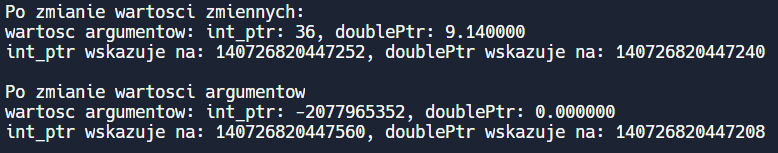 Po zmianie wartosci zmiennych:
wartosc argumentow: int_ptr: 36, doublePtr: 9.140000
int_ptr wskazuje na: 140726820447252, doublePtr wskazuje na: 140726820447240
Po zmianie wartosci argumentow
wartosc argumentow: int_ptr: -2077965352, doublePtr: 0.000000
int_ptr wskazuje na: 140726820447560, doublePtr wskazuje na: 140726820447208